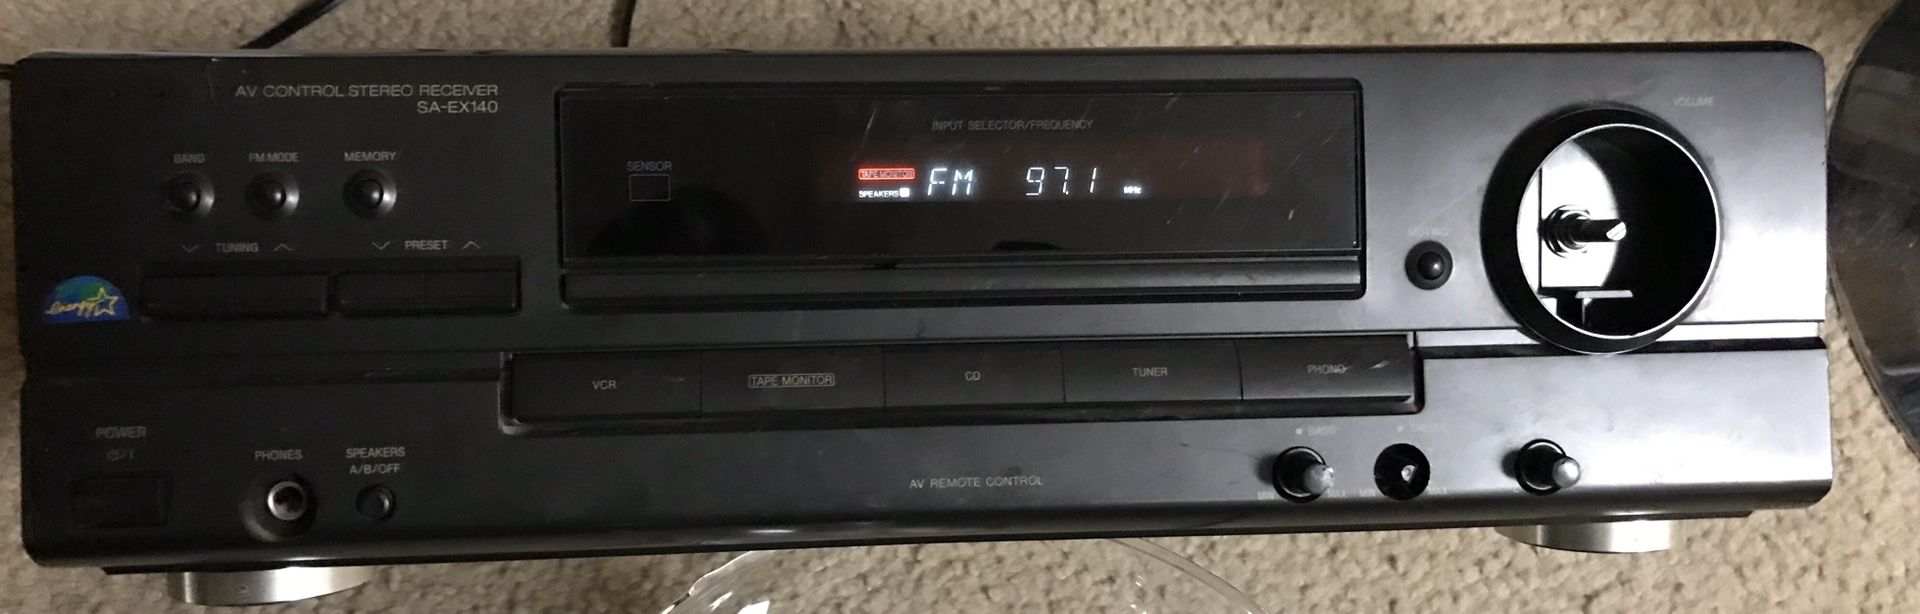 AV CONTROL STEREO RECEIVER
SA-EX140
BAND
FM MODE
MEMORY
TUNING
PRESET
energy
INPUT SELECTOR/FREQUENCY
SENSOR
TAPE MONITOR
SPEAKERS
FM 97.1 MHz
VOLUME
MUTING
VCR
TAPE MONITOR
CD
TUNER
PHONO
POWER
⏻/I
PHONES
SPEAKERS
A/B/OFF
AV REMOTE CONTROL
BASS
MIN MAX